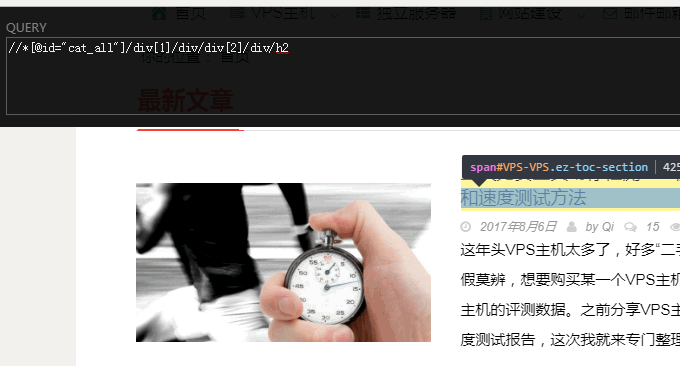 首页 VPS主机 独立服务器 网站建设 邮件邮箱
QUERY
//*[@id="cat_all"]/div[1]/div/div[2]/div/h2
你的位置： 首页
最新文章
span#VPS-VPS.ez-toc-section 425
和速度测试方法
2017年8月6日 by Qi 15
这年头VPS主机太多了，好多“二手
假莫辨，想要购买某一个VPS主机
主机的评测数据。之前分享VPS主
度测试报告，这次我就来专门整理